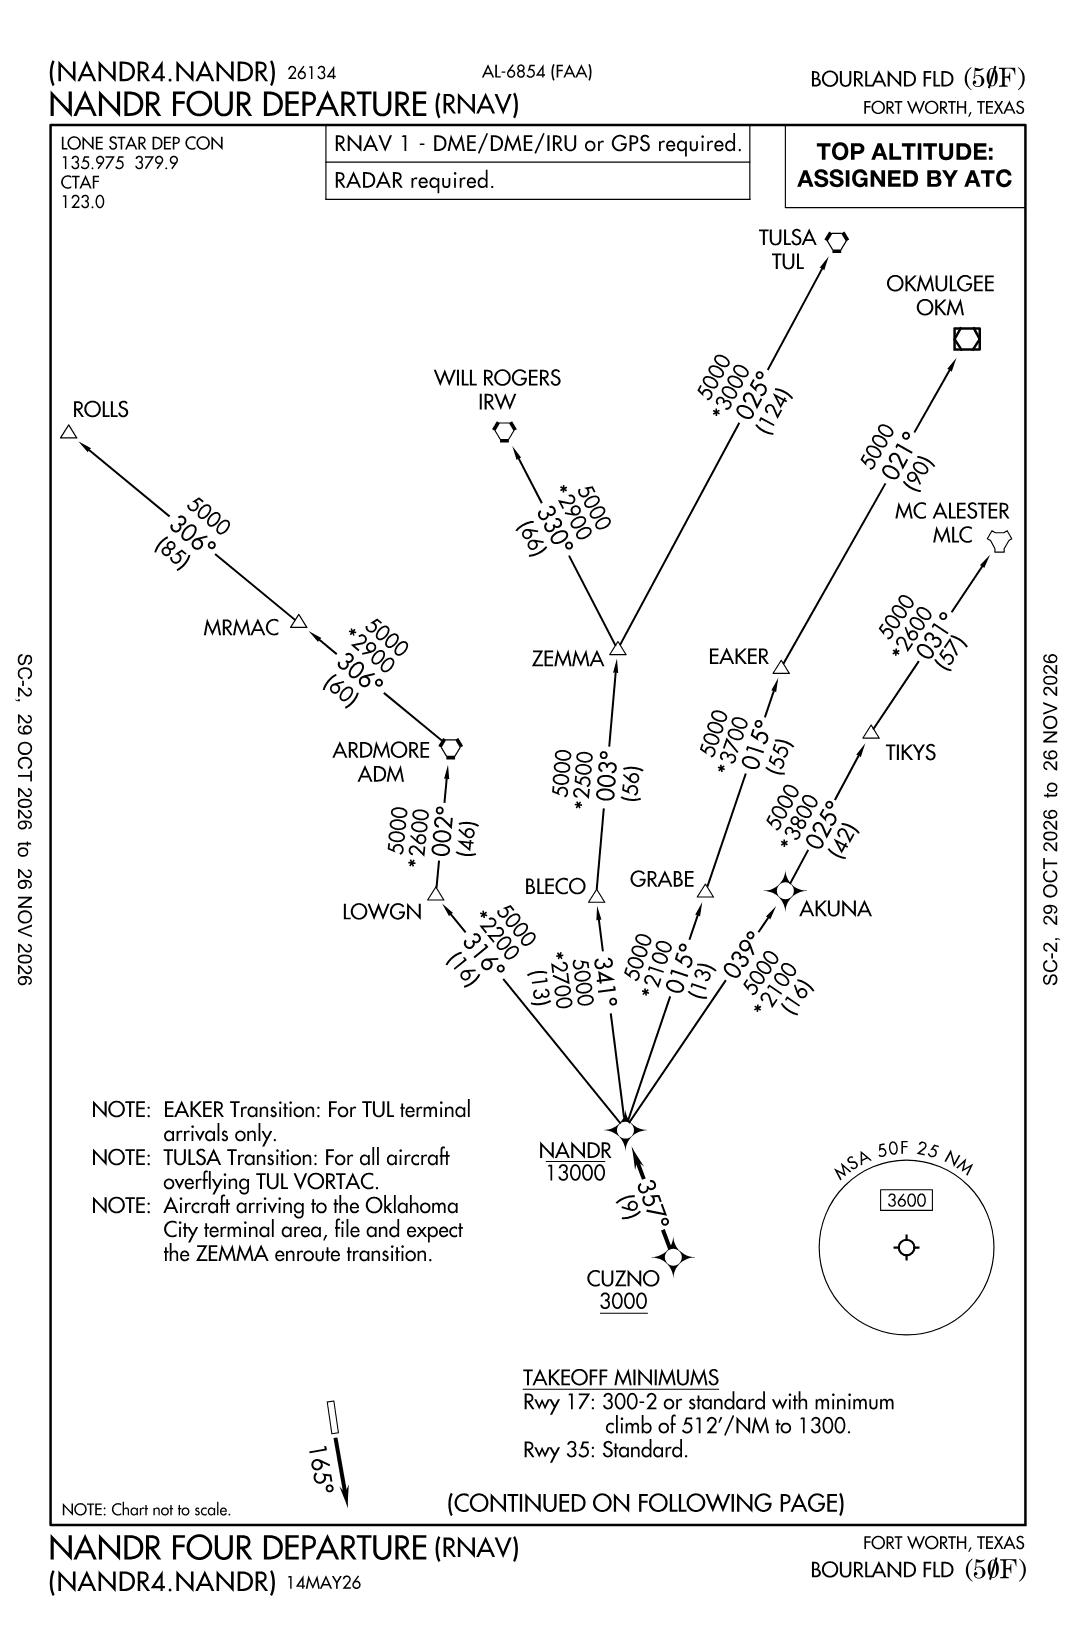 (NANDR4.NANDR) 26134
AL-6854 (FAA)
BOURLAND FLD (50F)
NANDR FOUR DEPARTURE (RNAV)
FORT WORTH, TEXAS
LONE STAR DEP CON
135.975 379.9
CTAF
123.0
RNAV 1 - DME/DME/IRU or GPS required.
RADAR required.
TOP ALTITUDE:
ASSIGNED BY ATC
TULSA
TUL
OKMULGEE
OKM
5000
*3000
025°
(124)
WILL ROGERS
IRW
ROLLS
5000
021°
(90)
5000
*2900
330°
(66)
5000
306°
(85)
MC ALESTER
MLC
MRMAC
5000
*2900
306°
(60)
ZEMMA
EAKER
5000
*2600
031°
(57)
ARDMORE
ADM
TIKYS
5000
*2500
003°
(56)
5000
*3700
015°
(55)
5000
*2600
002°
(46)
5000
*3800
025°
(42)
LOWGN
BLECO
GRABE
AKUNA
5000
*2200
316°
(16)
341°
5000
*2700
(13)
5000
*2100
015°
(13)
039°
5000
*2100
(16)
NOTE: EAKER Transition: For TUL terminal
arrivals only.
NOTE: TULSA Transition: For all aircraft
overflying TUL VORTAC.
NOTE: Aircraft arriving to the Oklahoma
City terminal area, file and expect
the ZEMMA enroute transition.
NANDR
13000
357°
(9)
CUZNO
3000
MSA 50F 25 NM
3600
TAKEOFF MINIMUMS
Rwy 17: 300-2 or standard with minimum
climb of 512'/NM to 1300.
Rwy 35: Standard.
165°
NOTE: Chart not to scale.
(CONTINUED ON FOLLOWING PAGE)
SC-2, 29 OCT 2026 to 26 NOV 2026
SC-2, 29 OCT 2026 to 26 NOV 2026
NANDR FOUR DEPARTURE (RNAV)
FORT WORTH, TEXAS
(NANDR4.NANDR) 14MAY26
BOURLAND FLD (50F)